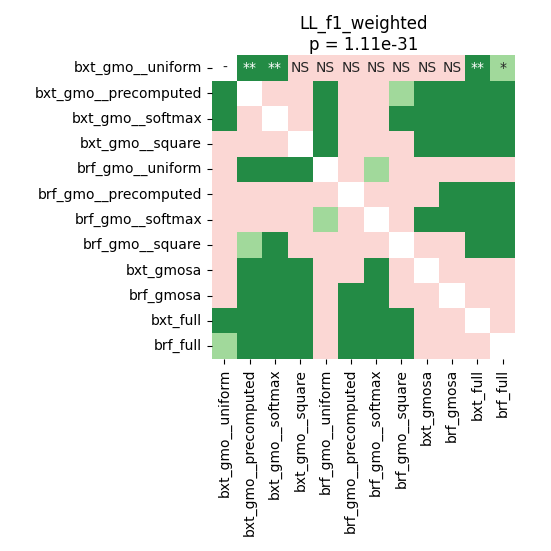 LL_f1_weighted
p = 1.11e-31
bxt_gmo__uniform - ** ** NS NS NS NS NS NS NS ** *
bxt_gmo__precomputed
bxt_gmo__softmax
bxt_gmo__square
brf_gmo__uniform
brf_gmo__precomputed
brf_gmo__softmax
brf_gmo__square
bxt_gmosa
brf_gmosa
bxt_full
brf_full
bxt_gmo__uniform
bxt_gmo__precomputed
bxt_gmo__softmax
bxt_gmo__square
brf_gmo__uniform
brf_gmo__precomputed
brf_gmo__softmax
brf_gmo__square
bxt_gmosa
brf_gmosa
bxt_full
brf_full